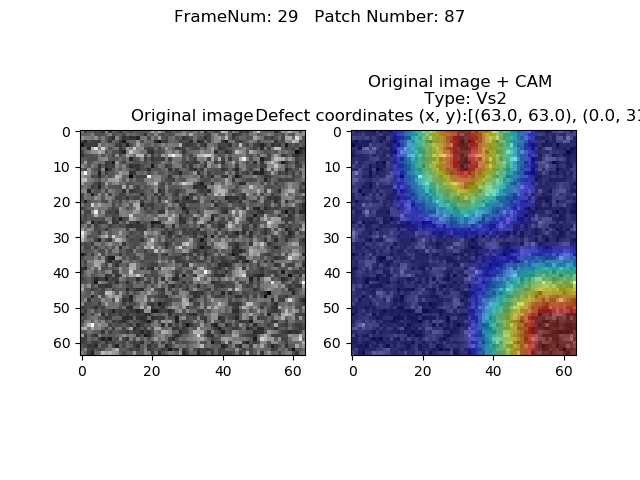 FrameNum: 29   Patch Number: 87
Original image + CAM
Type: Vs2
Original image
Defect coordinates (x, y):[(63.0, 63.0), (0.0, 31
0
10
20
30
40
50
60
0 20 40 60
0
10
20
30
40
50
60
0 20 40 60